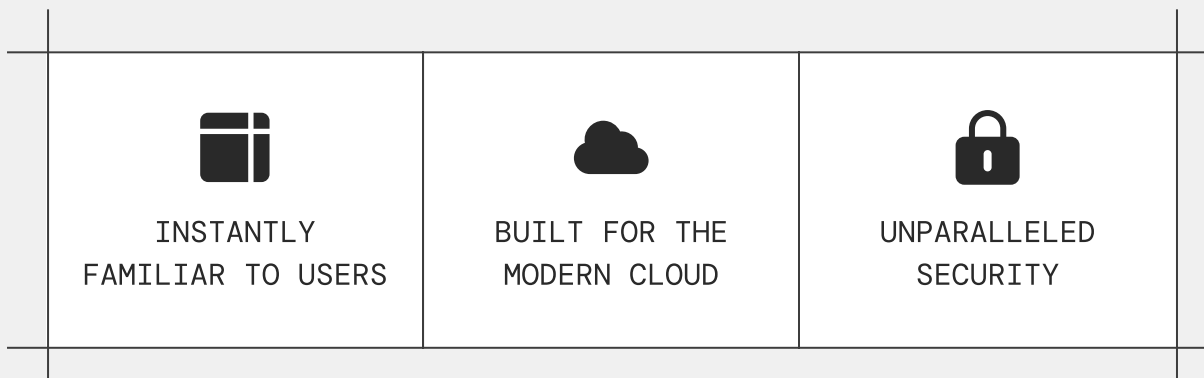 INSTANTLY
FAMILIAR TO USERS
BUILT FOR THE
MODERN CLOUD
UNPARALLELED
SECURITY